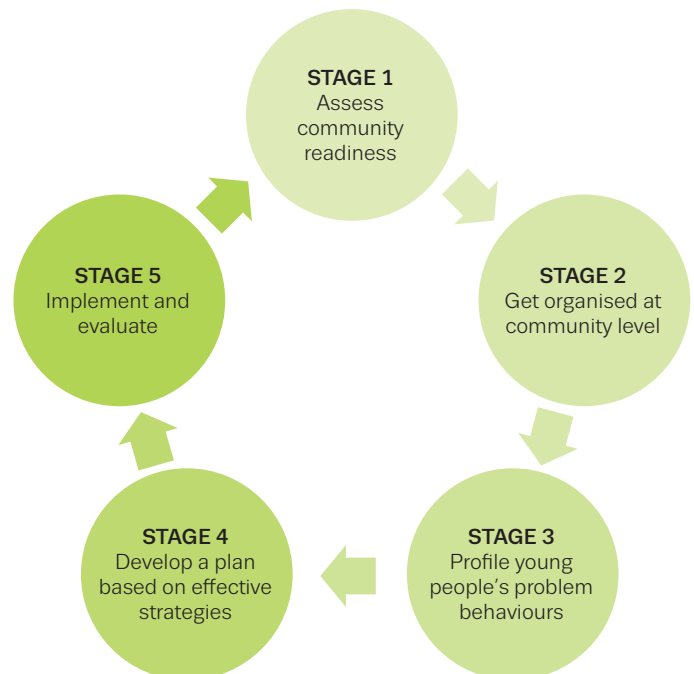 STAGE 1
Assess
community
readiness
STAGE 2
Get organised at
community level
STAGE 3
Profile young
people’s problem
behaviours
STAGE 4
Develop a plan
based on effective
strategies
STAGE 5
Implement and
evaluate